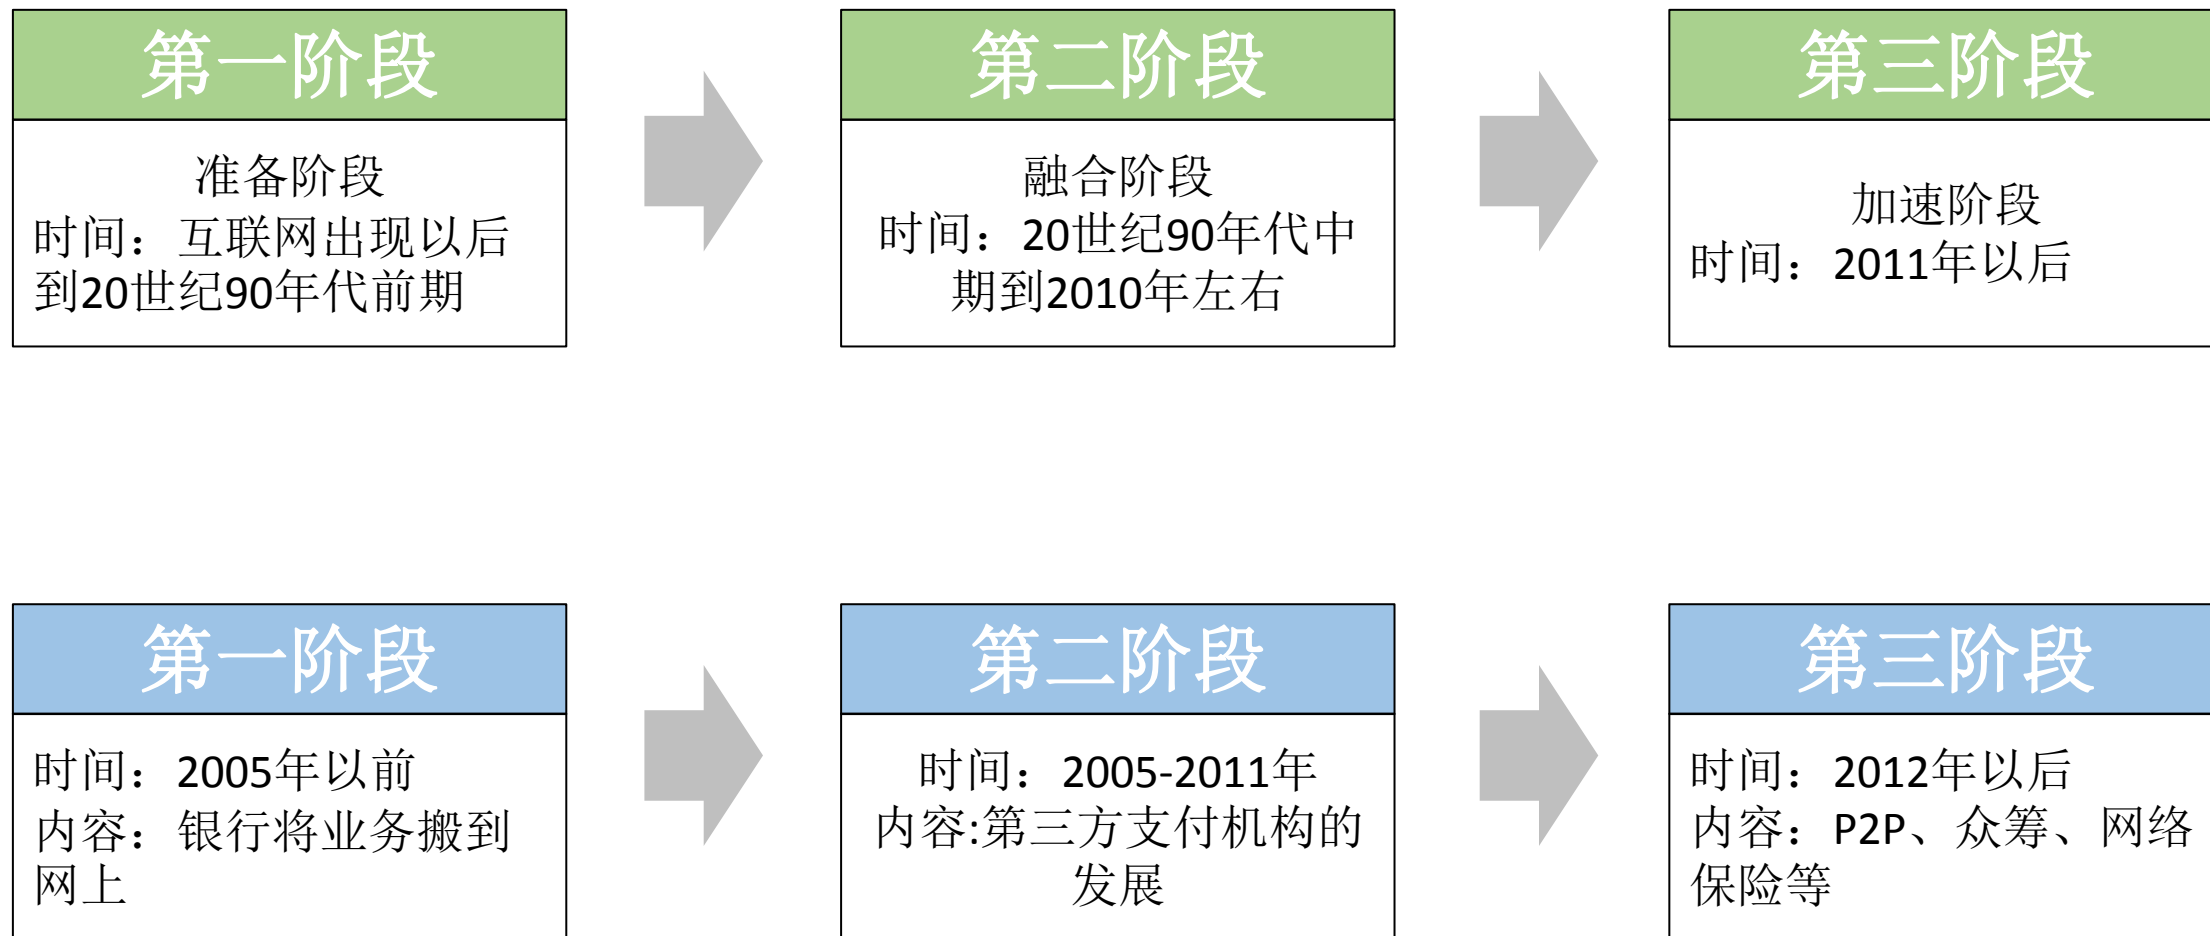 第一阶段
准备阶段
时间：互联网出现以后
到20世纪90年代前期
第二阶段
融合阶段
时间：20世纪90年代中
期到2010年左右
第三阶段
加速阶段
时间：2011年以后
第一阶段
时间：2005年以前
内容：银行将业务搬到
网上
第二阶段
时间：2005-2011年
内容:第三方支付机构的
发展
第三阶段
时间：2012年以后
内容：P2P、众筹、网络
保险等